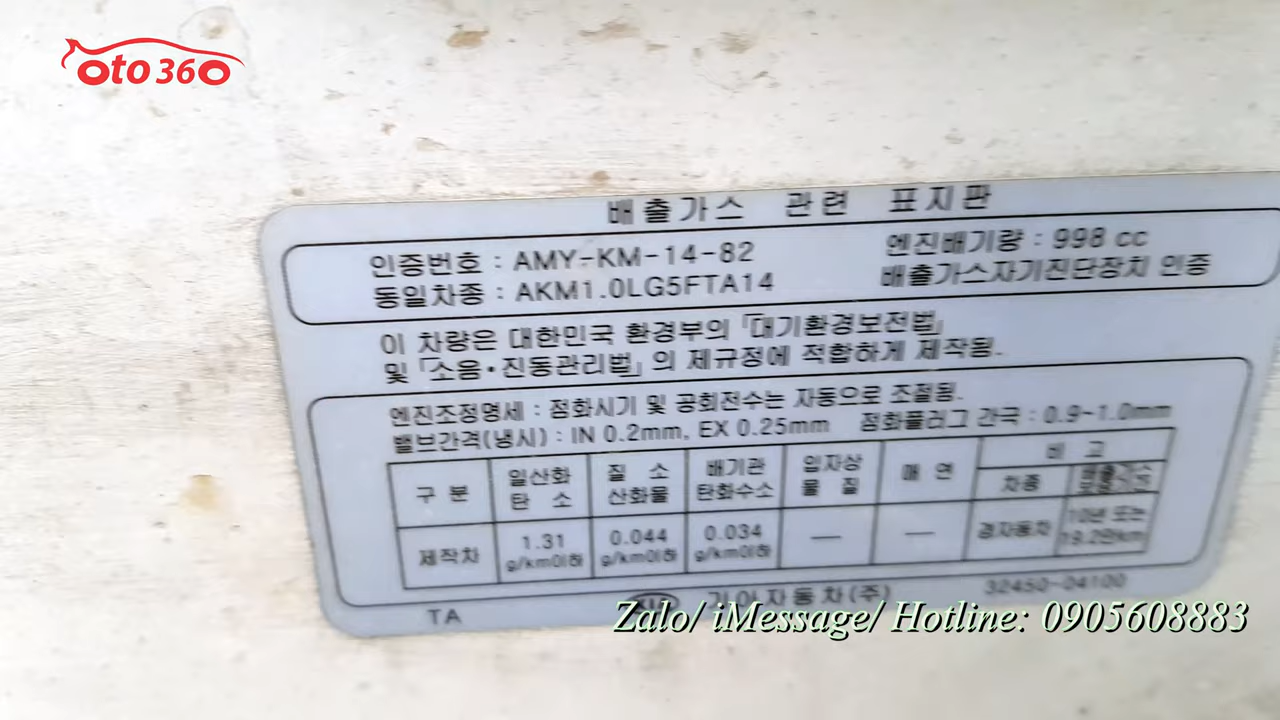 oto 360
배출가스 관련 표지판
인증번호 : AMY-KM-14-82 엔진배기량 : 998 cc
동일차종 : AKM1.0LG5FTA14 배출가스자기진단장치 인증
이 차량은 대한민국 환경부의 「대기환경보전법」
및 「소음•진동관리법」의 제규정에 적합하게 제작됨.
엔진조정명세 : 점화시기 및 공회전수는 자동으로 조절됨.
밸브간격(냉시) : IN 0.2mm, EX 0.25mm 점화플러그 간극 : 0.9~1.0mm
구 분 일산화탄소 질소산화물 배기관탄화수소 입자상물질 매 연 비 고
차종
제작차 1.31 g/km이하 0.044 g/km이하 0.034 g/km이하 — — 경자동차 10년 또는 19.2만km
TA KIA 기아자동차(주) 32450-04100
Zalo/ iMessage/ Hotline: 0905608883